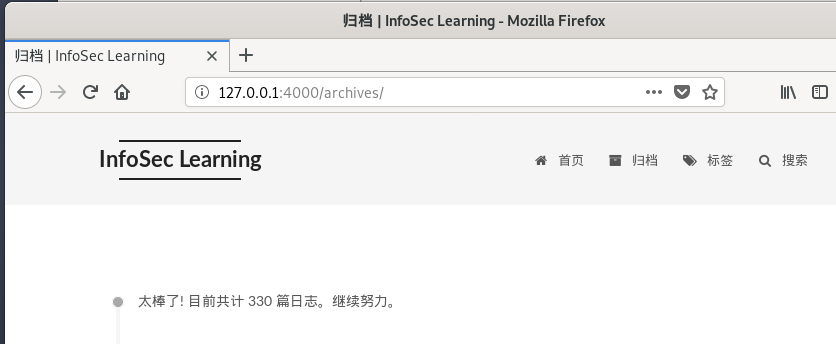 归档 | InfoSec Learning - Mozilla Firefox
归档 | InfoSec Learning
127.0.0.1:4000/archives/
InfoSec Learning
首页 归档 标签 搜索
太棒了! 目前共计 330 篇日志。继续努力。